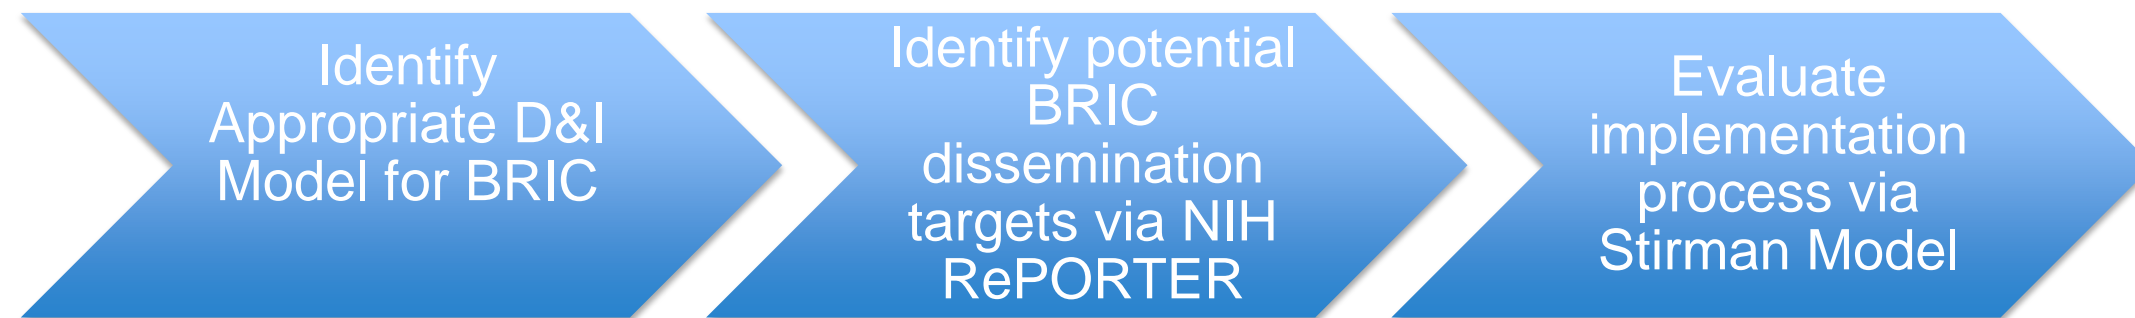 Identify
Appropriate D&I
Model for BRIC
Identify potential
BRIC
dissemination
targets via NIH
RePORTER
Evaluate
implementation
process via
Stirman Model